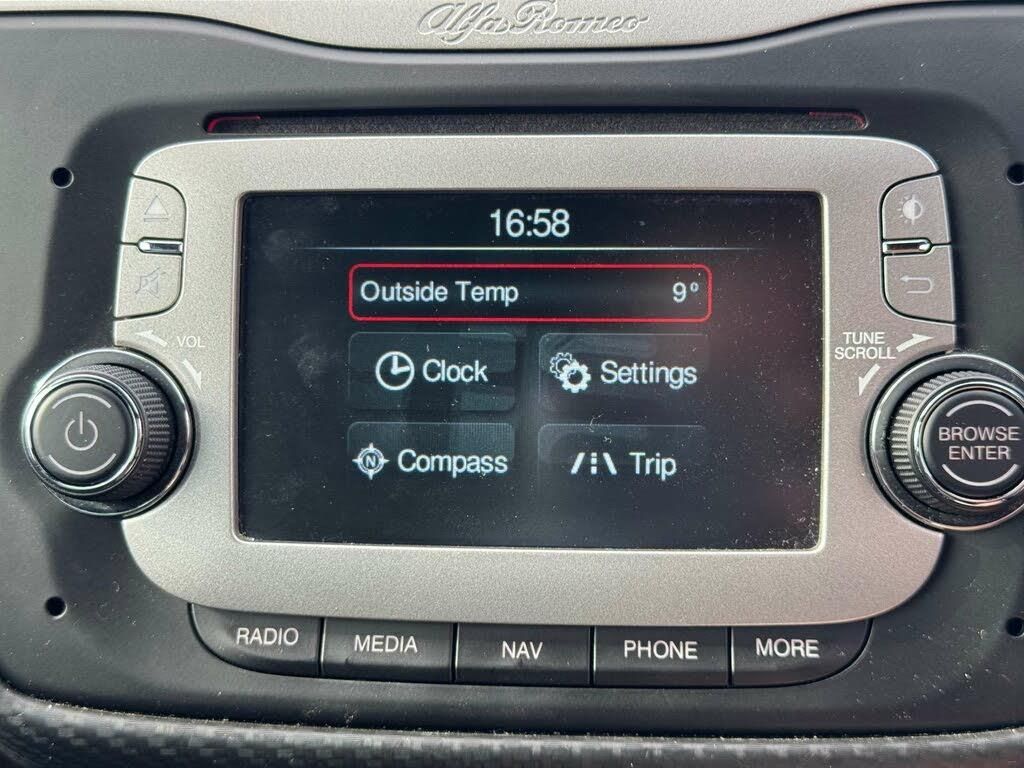 Alfa Romeo
16:58
Outside Temp 9°
VOL
TUNE
SCROLL
Clock
Settings
BROWSE
ENTER
N
Compass
Trip
RADIO
MEDIA
NAV
PHONE
MORE